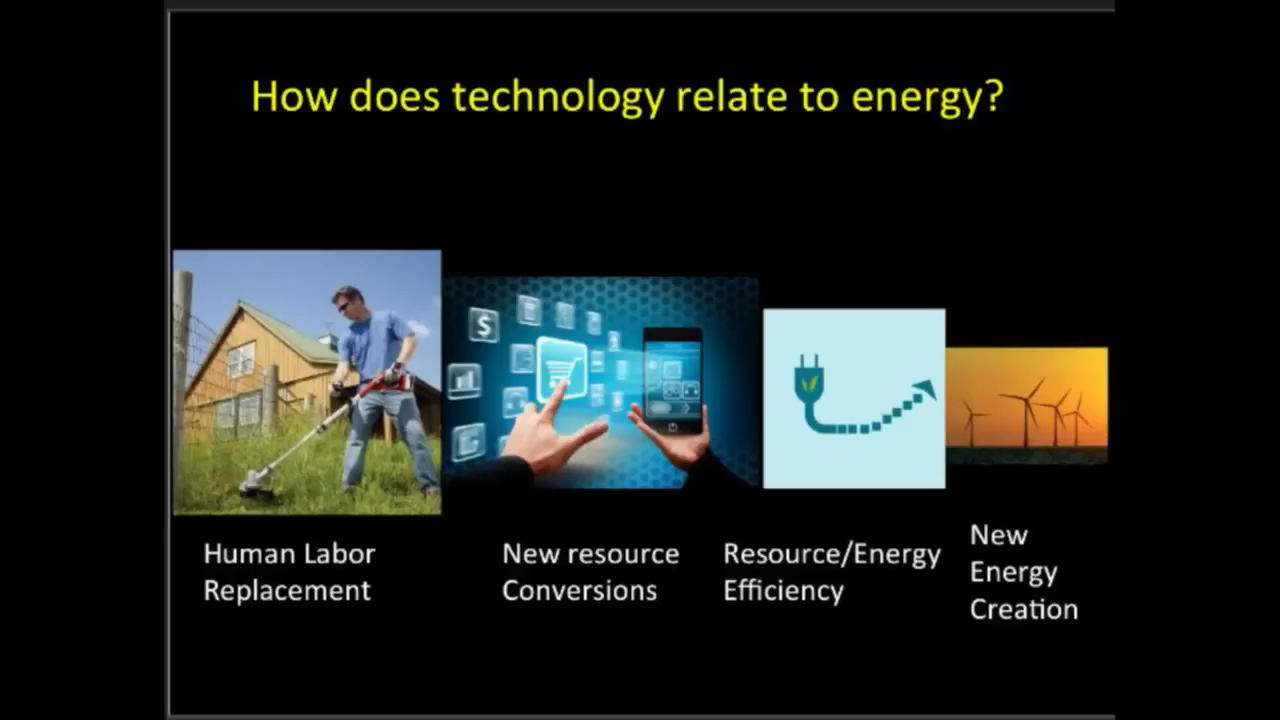 How does technology relate to energy?
$
Human Labor
Replacement
New resource
Conversions
Resource/Energy
Efficiency
New
Energy
Creation